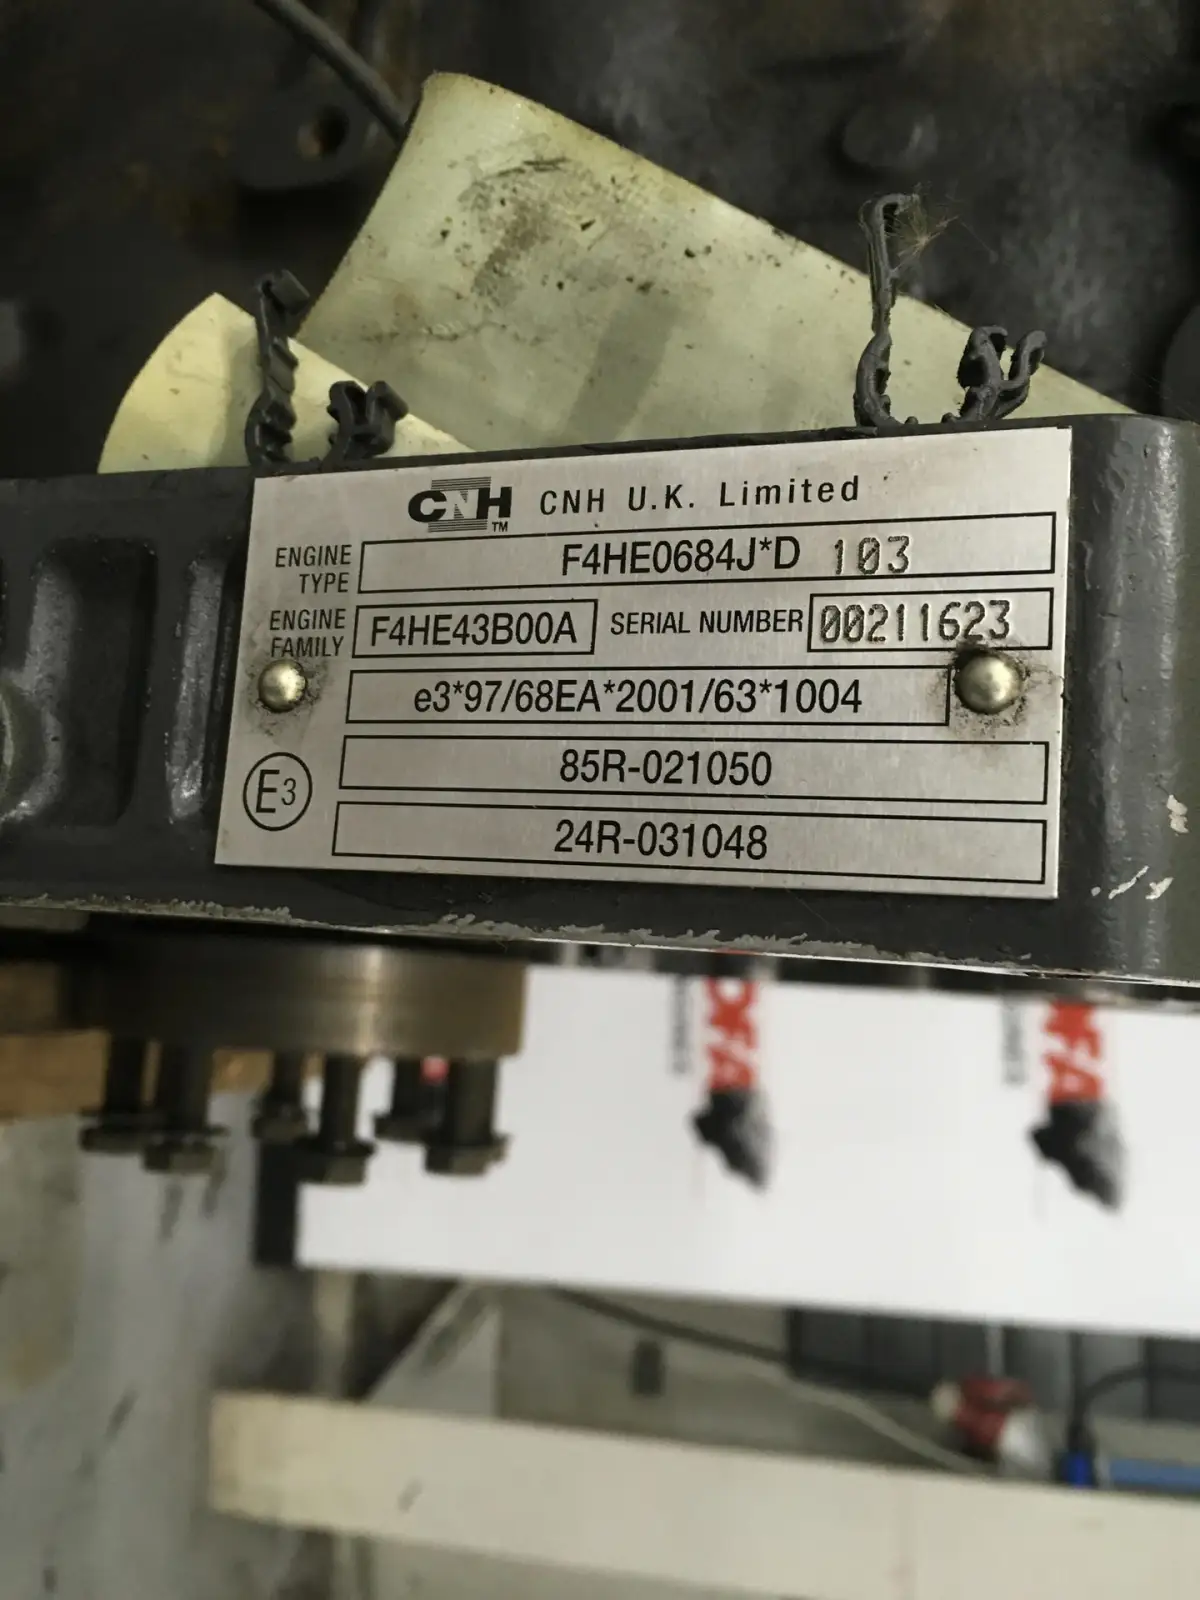 CNH TM CNH U.K. Limited
ENGINE TYPE F4HE0684J*D 103
ENGINE FAMILY F4HE43B00A SERIAL NUMBER 00211623
e3*97/68EA*2001/63*1004
E3 85R-021050
24R-031048